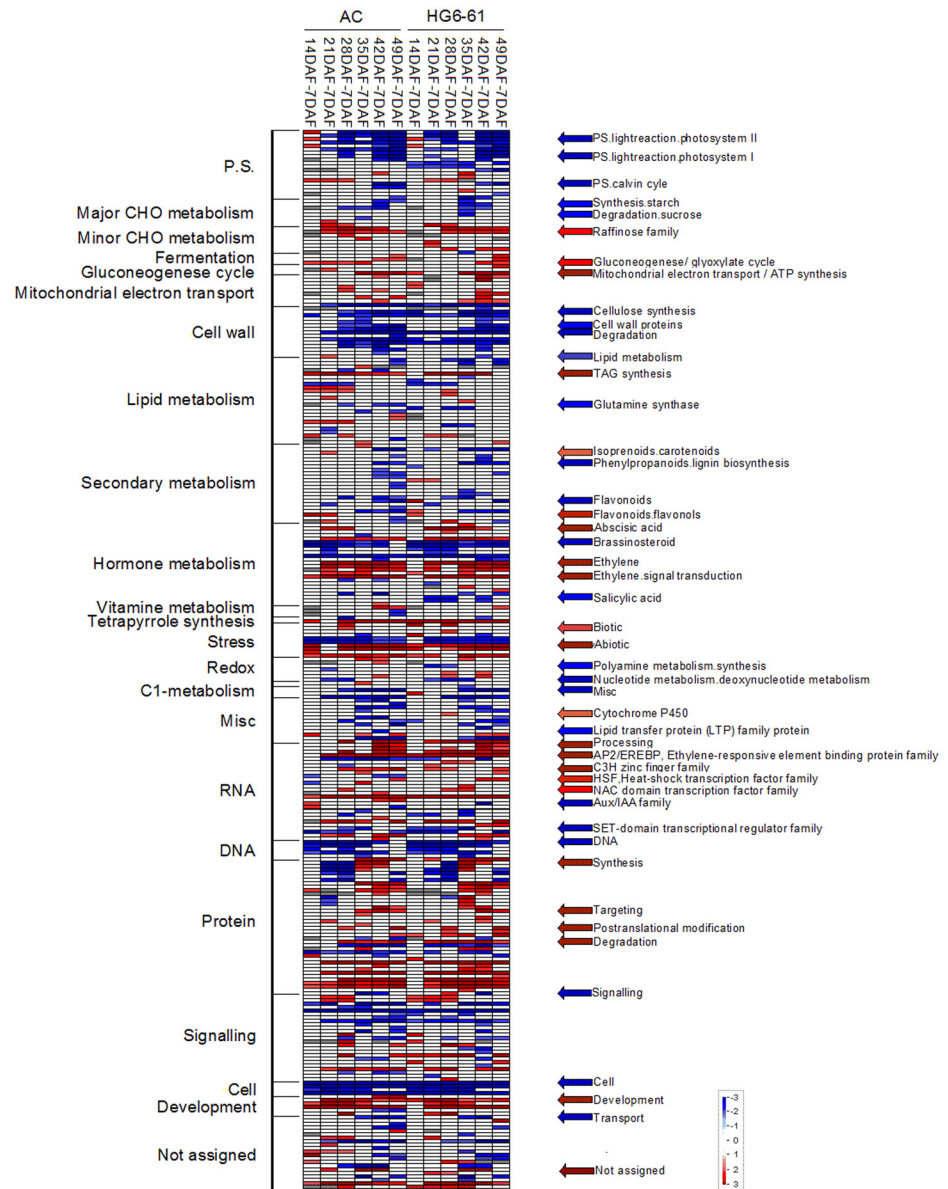 AC HG6-61
14DAF-7DAF
21DAF-7DAF
28DAF-7DAF
35DAF-7DAF
42DAF-7DAF
49DAF-7DAF
14DAF-7DAF
21DAF-7DAF
28DAF-7DAF
35DAF-7DAF
42DAF-7DAF
49DAF-7DAF
P.S.
Major CHO metabolism
Minor CHO metabolism
Fermentation
Gluconeogenese cycle
Mitochondrial electron transport
Cell wall
Lipid metabolism
Secondary metabolism
Hormone metabolism
Vitamine metabolism
Tetrapyrrole synthesis
Stress
Redox
C1-metabolism
Misc
RNA
DNA
Protein
Signalling
Cell
Development
Not assigned
PS.lightreaction.photosystem II
PS.lightreaction.photosystem I
PS.calvin cyle
Synthesis.starch
Degradation.sucrose
Raffinose family
Gluconeogenese/ glyoxylate cycle
Mitochondrial electron transport / ATP synthesis
Cellulose synthesis
Cell wall proteins
Degradation
Lipid metabolism
TAG synthesis
Glutamine synthase
Isoprenoids.carotenoids
Phenylpropanoids.lignin biosynthesis
Flavonoids
Flavonoids.flavonols
Abscisic acid
Brassinosteroid
Ethylene
Ethylene.signal transduction
Salicylic acid
Biotic
Abiotic
Polyamine metabolism.synthesis
Nucleotide metabolism.deoxynucleotide metabolism
Misc
Cytochrome P450
Lipid transfer protein (LTP) family protein
Processing
AP2/EREBP, Ethylene-responsive element binding protein family
C3H zinc finger family
HSF,Heat-shock transcription factor family
NAC domain transcription factor family
Aux/IAA family
SET-domain transcriptional regulator family
DNA
Synthesis
Targeting
Postranslational modification
Degradation
Signalling
Cell
Development
Transport
Not assigned
-3
-2
-1
0
1
2
3